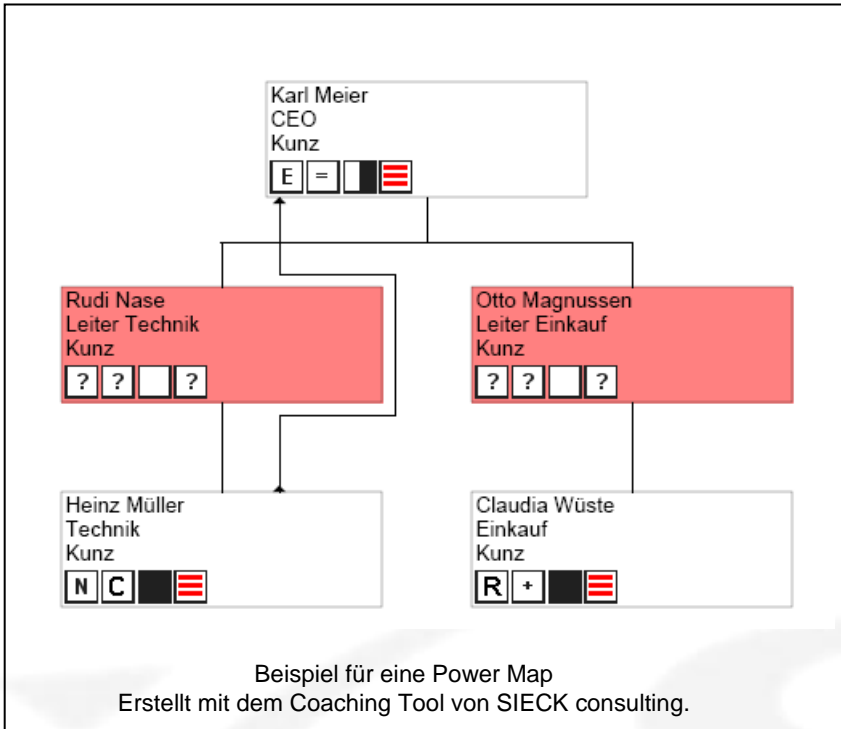 Karl Meier
CEO
Kunz
E =
Rudi Nase
Leiter Technik
Kunz
? ? ?
Otto Magnussen
Leiter Einkauf
Kunz
? ? ?
Heinz Müller
Technik
Kunz
N C
Claudia Wüste
Einkauf
Kunz
R +
Beispiel für eine Power Map
Erstellt mit dem Coaching Tool von SIECK consulting.